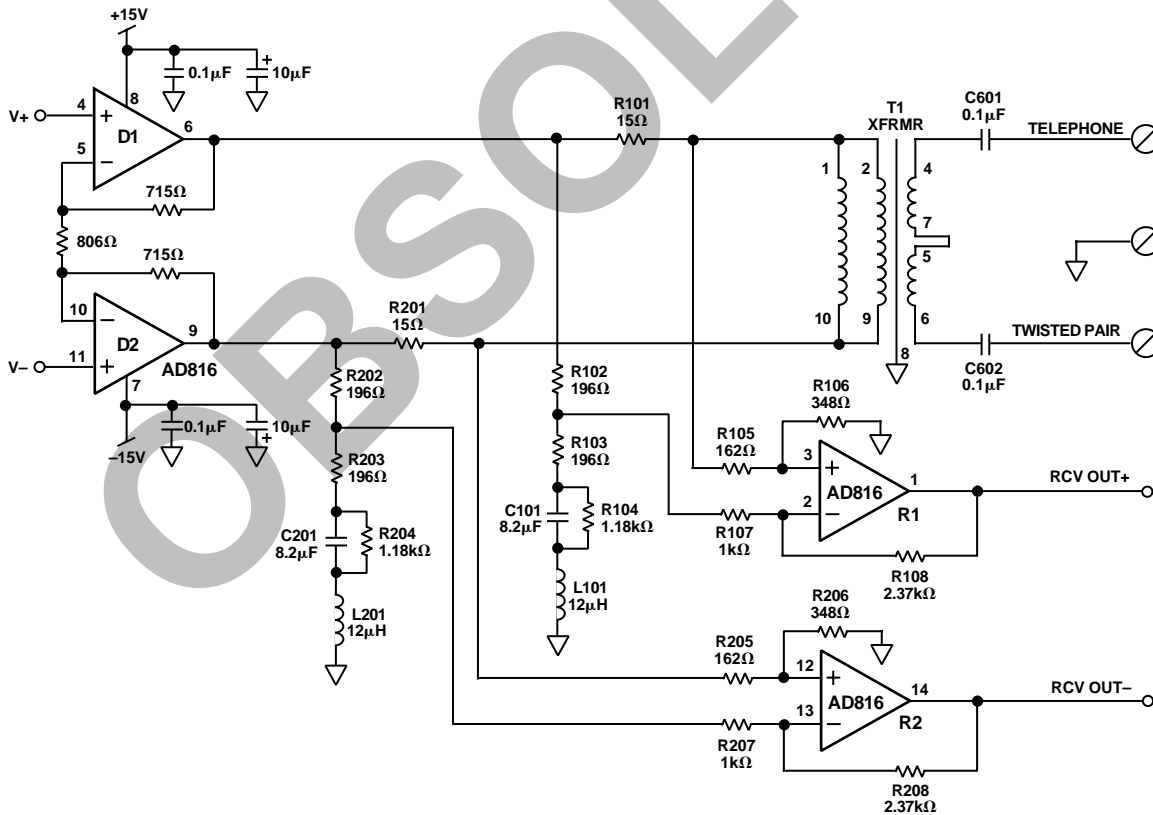 +15V
0.1µF
10µF
V+
4
8
+
D1
6
5
–
715Ω
806Ω
715Ω
10
–
D2
9
V–
11
+
7
AD816
0.1µF
10µF
+
–15V
R101
15Ω
R201
15Ω
R202
196Ω
R203
196Ω
C201
8.2µF
R204
1.18kΩ
L201
12µH
R102
196Ω
R103
196Ω
C101
8.2µF
R104
1.18kΩ
L101
12µH
T1
XFRMR
1
2
4
7
5
10
9
8
6
C601
0.1µF
TELEPHONE
TWISTED PAIR
C602
0.1µF
R106
348Ω
R105
162Ω
3
+
AD816
1
RCV OUT+
2
–
R1
R107
1kΩ
R108
2.37kΩ
R206
348Ω
R205
162Ω
12
+
AD816
14
RCV OUT–
13
–
R2
R207
1kΩ
R208
2.37kΩ
+
OBSOL